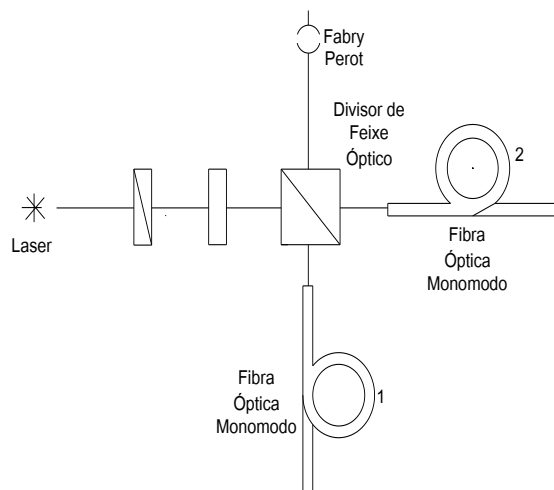 Fabry
Perot
Divisor de
Feixe
Óptico
2
Laser
Fibra
Óptica
Monomodo
Fibra
Óptica
Monomodo
1